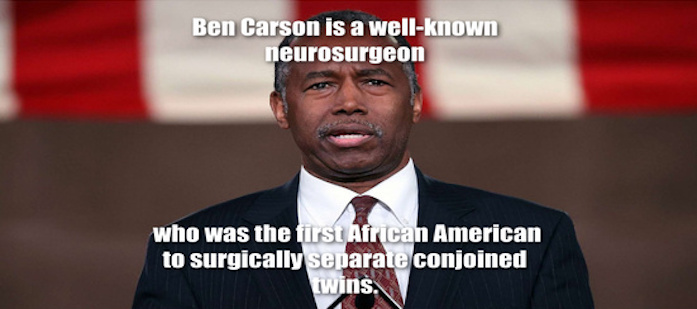 Ben Carson is a well-known
neurosurgeon
who was the first African American
to surgically separate conjoined
twins.